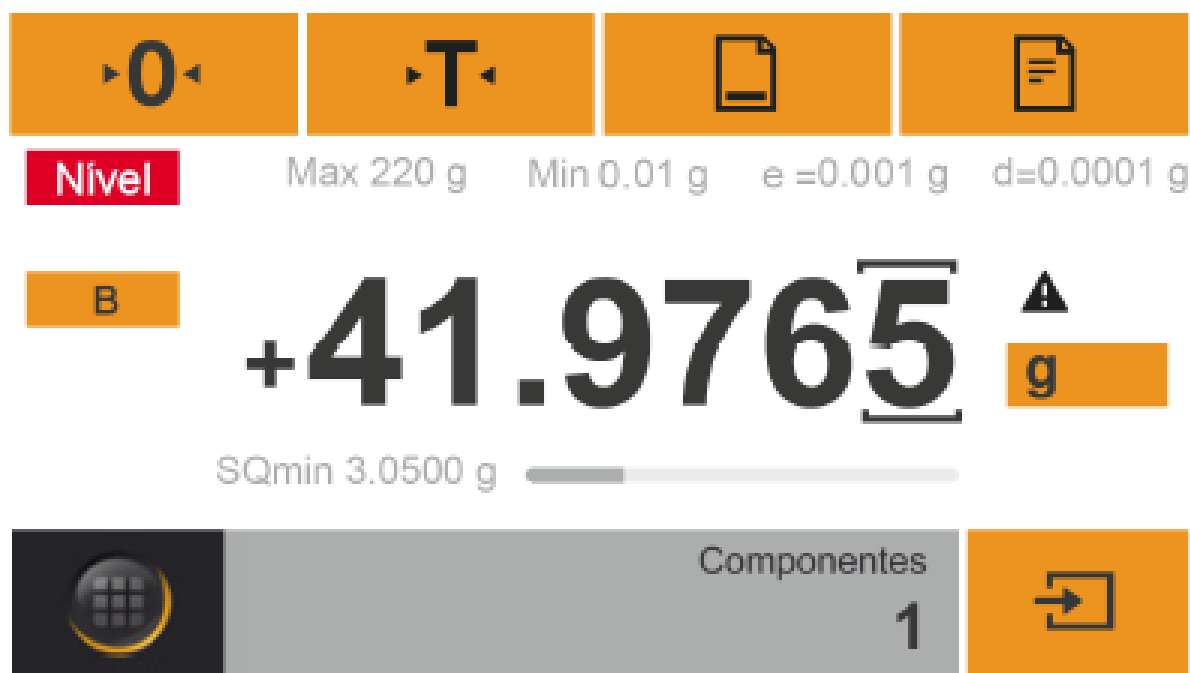 0 T
Nível Max 220 g Min 0.01 g e =0.001 g d=0.0001 g
B +41.9765 g
SQmin 3.0500 g
Componentes
1